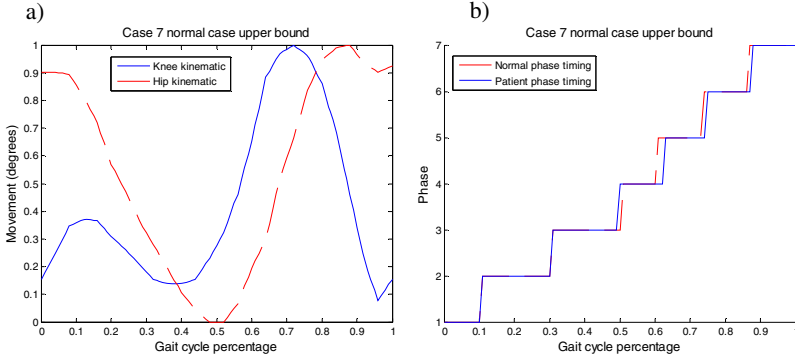 a)
Case 7 normal case upper bound
1
0.9
0.8
0.7
0.6
0.5
0.4
0.3
0.2
0.1
0
Movement (degrees)
Knee kinematic
Hip kinematic
0 0.1 0.2 0.3 0.4 0.5 0.6 0.7 0.8 0.9 1
Gait cycle percentage
b)
Case 7 normal case upper bound
7
6
5
4
3
2
1
Phase
Normal phase timing
Patient phase timing
0 0.1 0.2 0.3 0.4 0.5 0.6 0.7 0.8 0.9 1
Gait cycle percentage